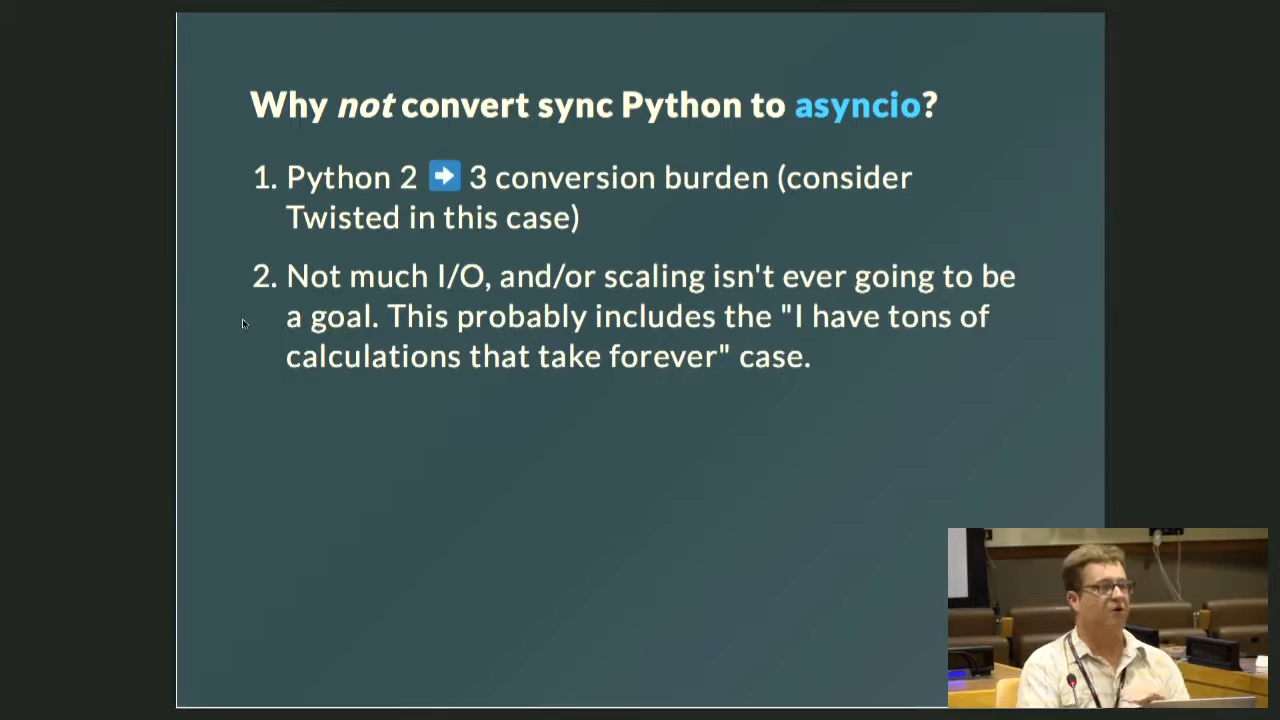 Why not convert sync Python to asyncio?
1. Python 2 ➡ 3 conversion burden (consider
Twisted in this case)
2. Not much I/O, and/or scaling isn't ever going to be
a goal. This probably includes the "I have tons of
calculations that take forever" case.